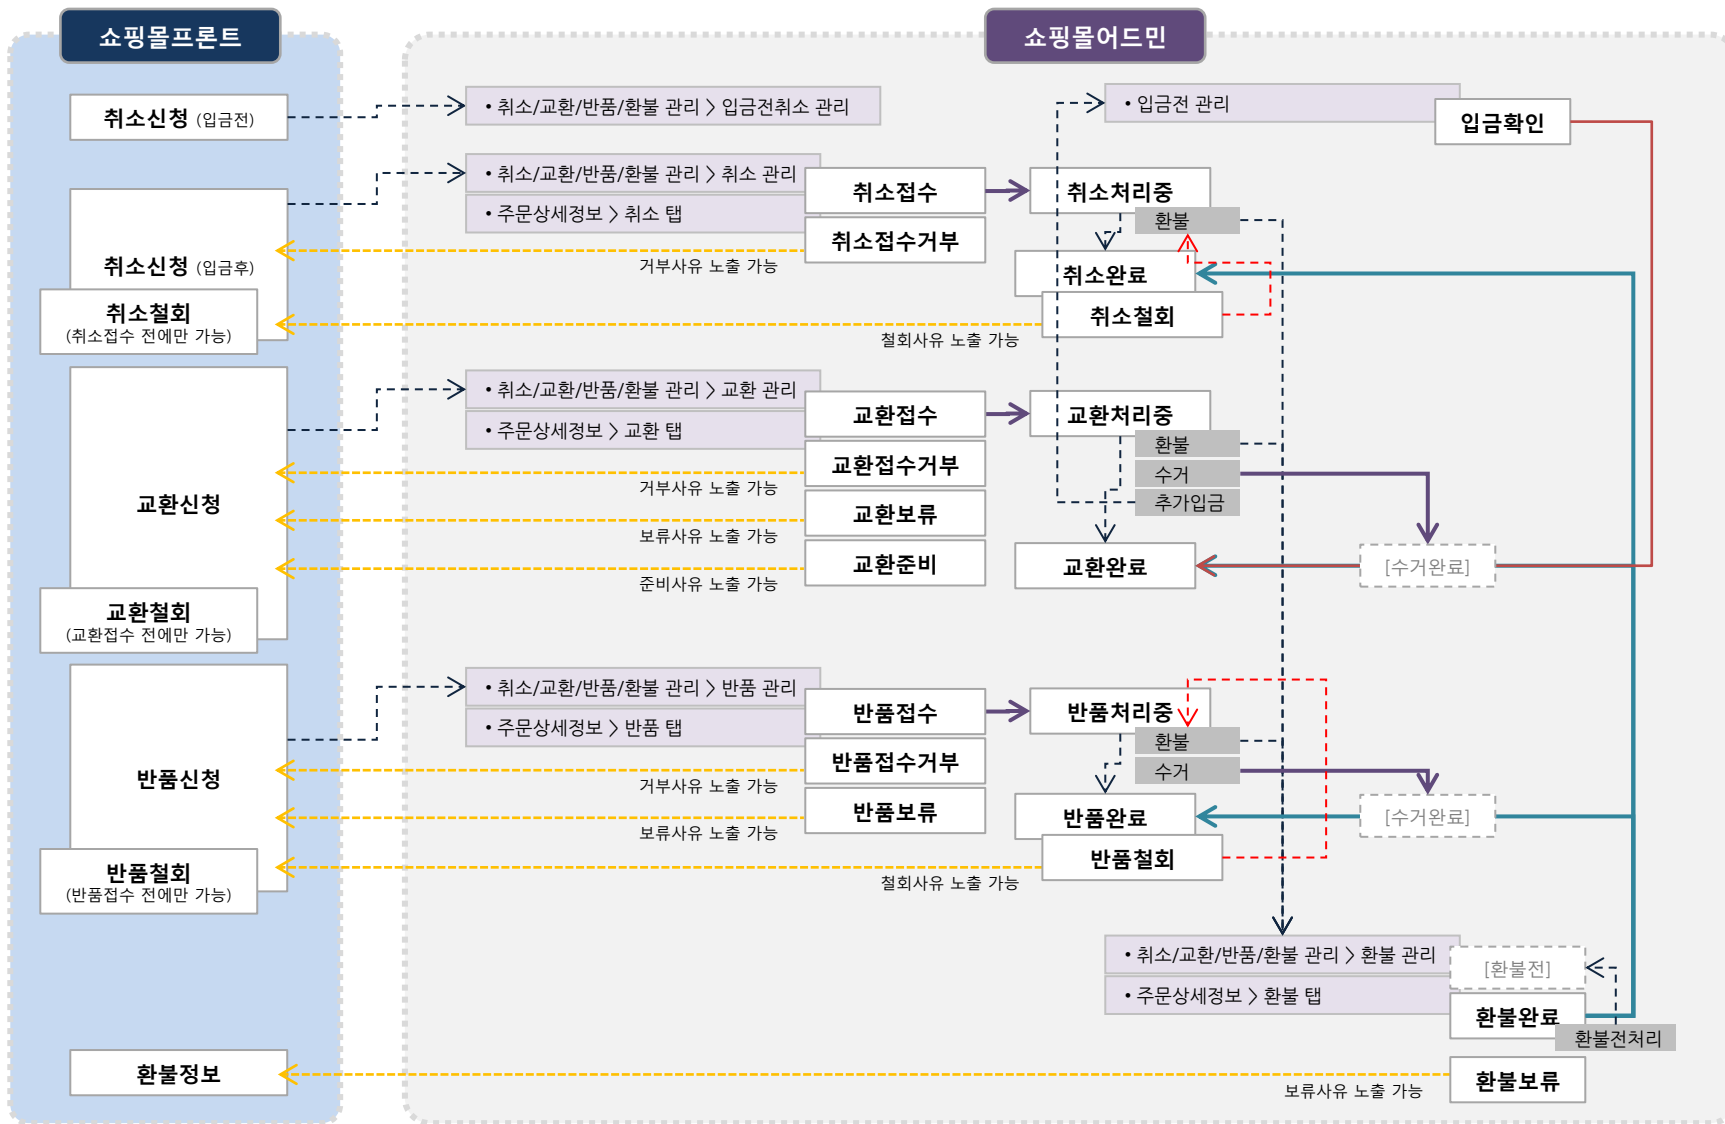 쇼핑몰프론트
쇼핑몰어드민
취소신청 (입금전)
• 취소/교환/반품/환불 관리 > 입금전취소 관리
• 입금전 관리
입금확인
• 취소/교환/반품/환불 관리 > 취소 관리
• 주문상세정보 > 취소 탭
취소접수
취소처리중
환불
취소접수거부
거부사유 노출 가능
취소신청 (입금후)
취소완료
취소철회
(취소접수 전에만 가능)
취소철회
철회사유 노출 가능
• 취소/교환/반품/환불 관리 > 교환 관리
• 주문상세정보 > 교환 탭
교환접수
교환처리중
환불
수거
추가입금
교환접수거부
거부사유 노출 가능
교환신청
교환보류
보류사유 노출 가능
교환준비
준비사유 노출 가능
교환완료
[수거완료]
교환철회
(교환접수 전에만 가능)
• 취소/교환/반품/환불 관리 > 반품 관리
• 주문상세정보 > 반품 탭
반품접수
반품처리중
환불
수거
반품접수거부
거부사유 노출 가능
반품신청
반품보류
보류사유 노출 가능
반품완료
[수거완료]
반품철회
(반품접수 전에만 가능)
반품철회
철회사유 노출 가능
• 취소/교환/반품/환불 관리 > 환불 관리
• 주문상세정보 > 환불 탭
[환불전]
환불완료
환불전처리
환불정보
환불보류
보류사유 노출 가능